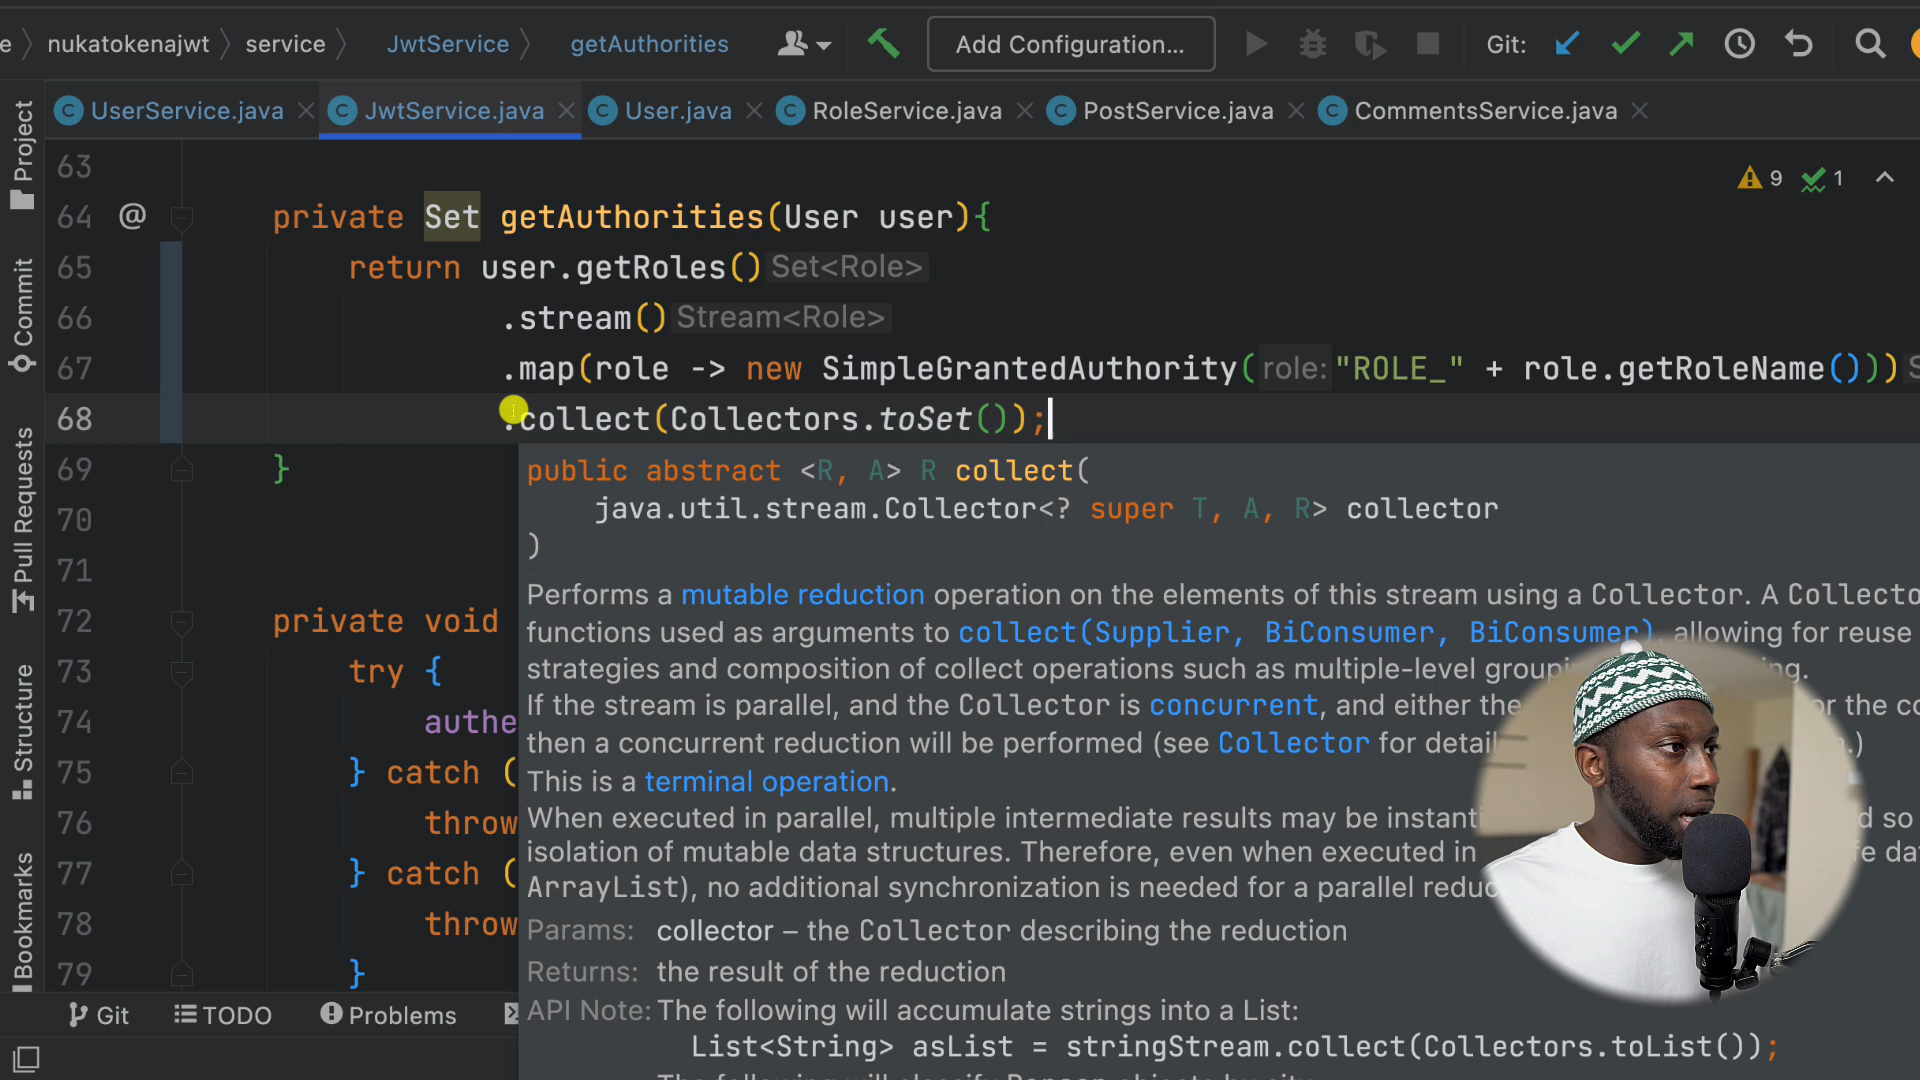 e nukatokenajwt service JwtService getAuthorities Add Configuration... Git:
UserService.java JwtService.java User.java RoleService.java PostService.java CommentsService.java
Project
Commit
Pull Requests
Structure
Bookmarks
9 1
63
64 @ private Set getAuthorities(User user){
65 return user.getRoles() Set<Role>
66 .stream() Stream<Role>
67 .map(role -> new SimpleGrantedAuthority( role: "ROLE_" + role.getRoleName())) S
68 .collect(Collectors.toSet());
69 }
70
71
72 private void
73 try {
74 authe
75 } catch (
76 throw
77 } catch (
78 throw
79 }
public abstract <R, A> R collect(
java.util.stream.Collector<? super T, A, R> collector
)
Performs a mutable reduction operation on the elements of this stream using a Collector. A Collecto
functions used as arguments to collect(Supplier, BiConsumer, BiConsumer), allowing for reuse
strategies and composition of collect operations such as multiple-level groupi
If the stream is parallel, and the Collector is concurrent, and either the or the co
then a concurrent reduction will be performed (see Collector for detail .)
This is a terminal operation.
When executed in parallel, multiple intermediate results may be instanti d so
isolation of mutable data structures. Therefore, even when executed in fe dat
ArrayList), no additional synchronization is needed for a parallel reduc
Params: collector – the Collector describing the reduction
Returns: the result of the reduction
API Note: The following will accumulate strings into a List:
List<String> asList = stringStream.collect(Collectors.toList());
Git TODO Problems